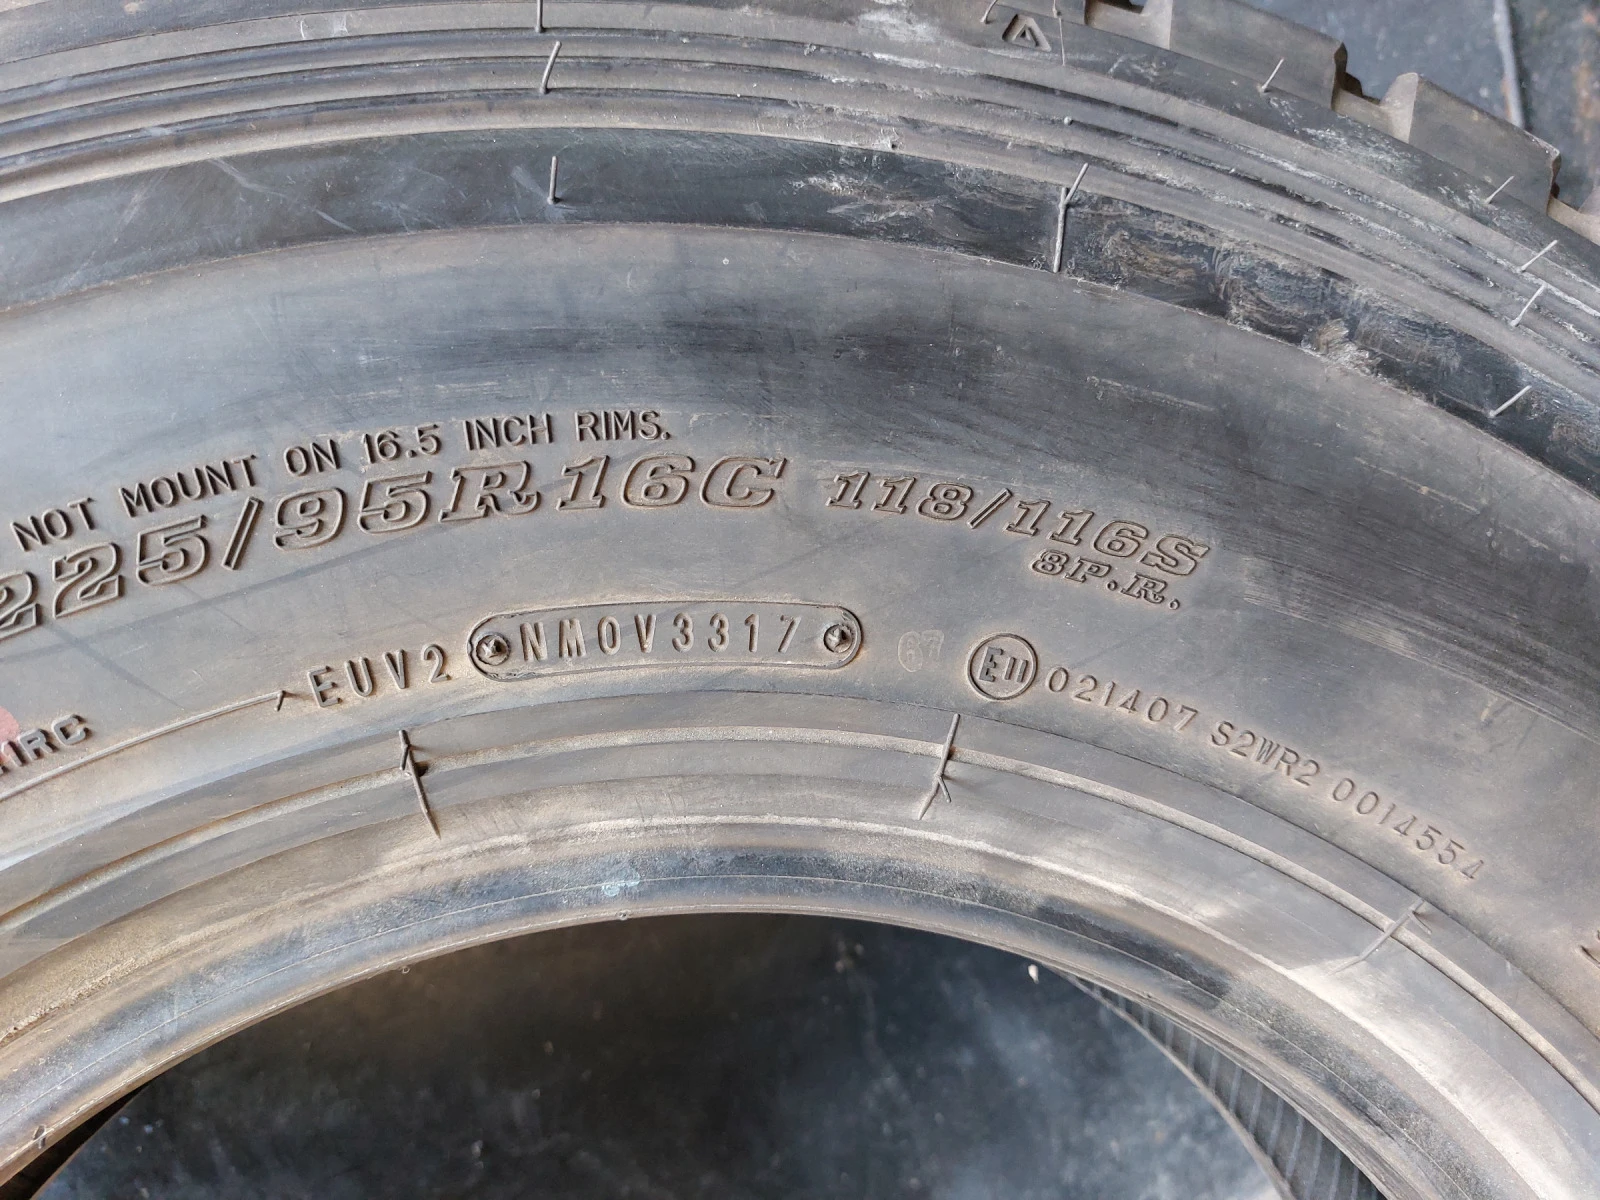 NOT MOUNT ON 16.5 INCH RIMS.
225/95R16C 118/116S
8P.R.
EUV2 NM0V3317 67 E11 021407 S2WR2 0014554